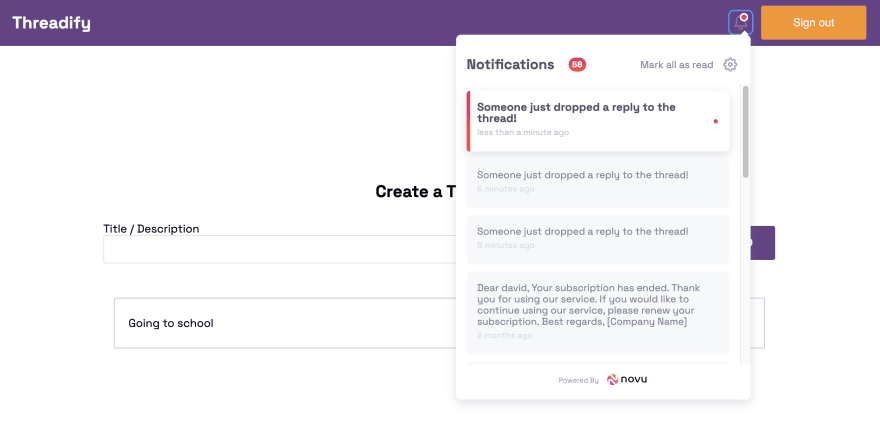 Threadify
Sign out
Notifications 58 Mark all as read
Someone just dropped a reply to the
thread!
less than a minute ago
Someone just dropped a reply to the thread!
6 minutes ago
Create a T
Title / Description
Someone just dropped a reply to the thread!
8 minutes ago
Dear david, Your subscription has ended. Thank
you for using our service. If you would like to
continue using our service, please renew your
subscription. Best regards, [Company Name]
2 months ago
Going to school
Powered By novu